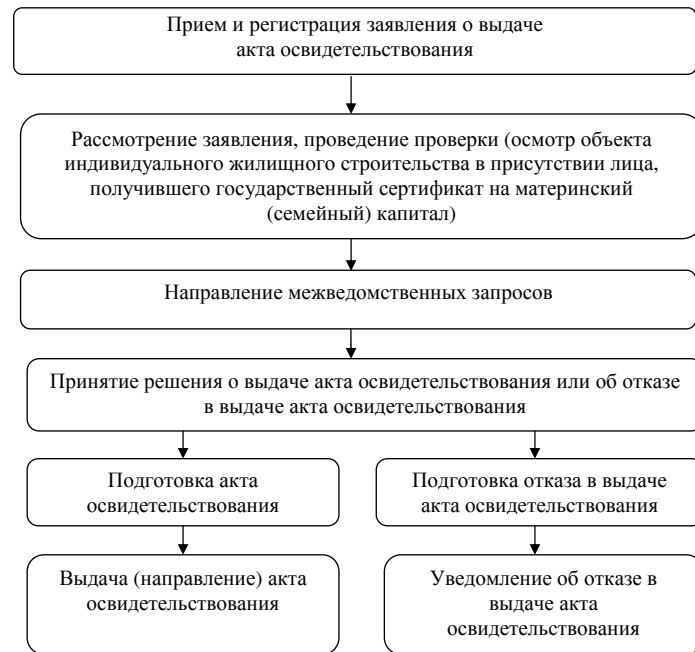 Прием и регистрация заявления о выдаче
акта освидетельствования
Рассмотрение заявления, проведение проверки (осмотр объекта
индивидуального жилищного строительства в присутствии лица,
получившего государственный сертификат на материнский
(семейный) капитал)
Направление межведомственных запросов
Принятие решения о выдаче акта освидетельствования или об отказе
в выдаче акта освидетельствования
Подготовка акта
освидетельствования
Подготовка отказа в выдаче
акта освидетельствования
Выдача (направление) акта
освидетельствования
Уведомление об отказе в
выдаче акта
освидетельствования